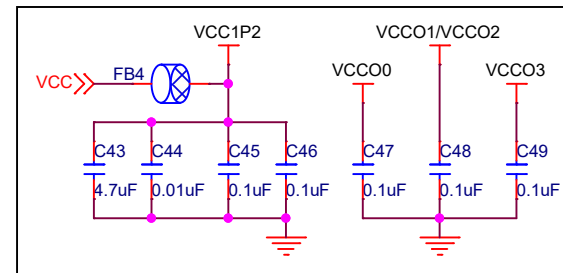 VCC1P2
VCCO1/VCCO2
VCC
FB4
VCCO0
VCCO3
C43
C44
C45
C46
C47
C48
C49
4.7uF
0.01uF
0.1uF
0.1uF
0.1uF
0.1uF
0.1uF